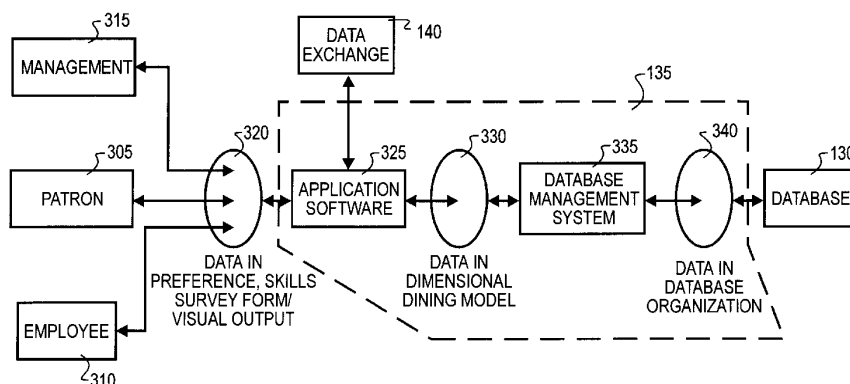 315
MANAGEMENT
DATA
EXCHANGE
140
135
305
PATRON
320
325
APPLICATION
SOFTWARE
330
335
DATABASE
MANAGEMENT
SYSTEM
340
130
DATABASE
DATA IN
PREFERENCE, SKILLS
SURVEY FORM/
VISUAL OUTPUT
DATA IN
DIMENSIONAL
DINING MODEL
DATA IN
DATABASE
ORGANIZATION
EMPLOYEE
310